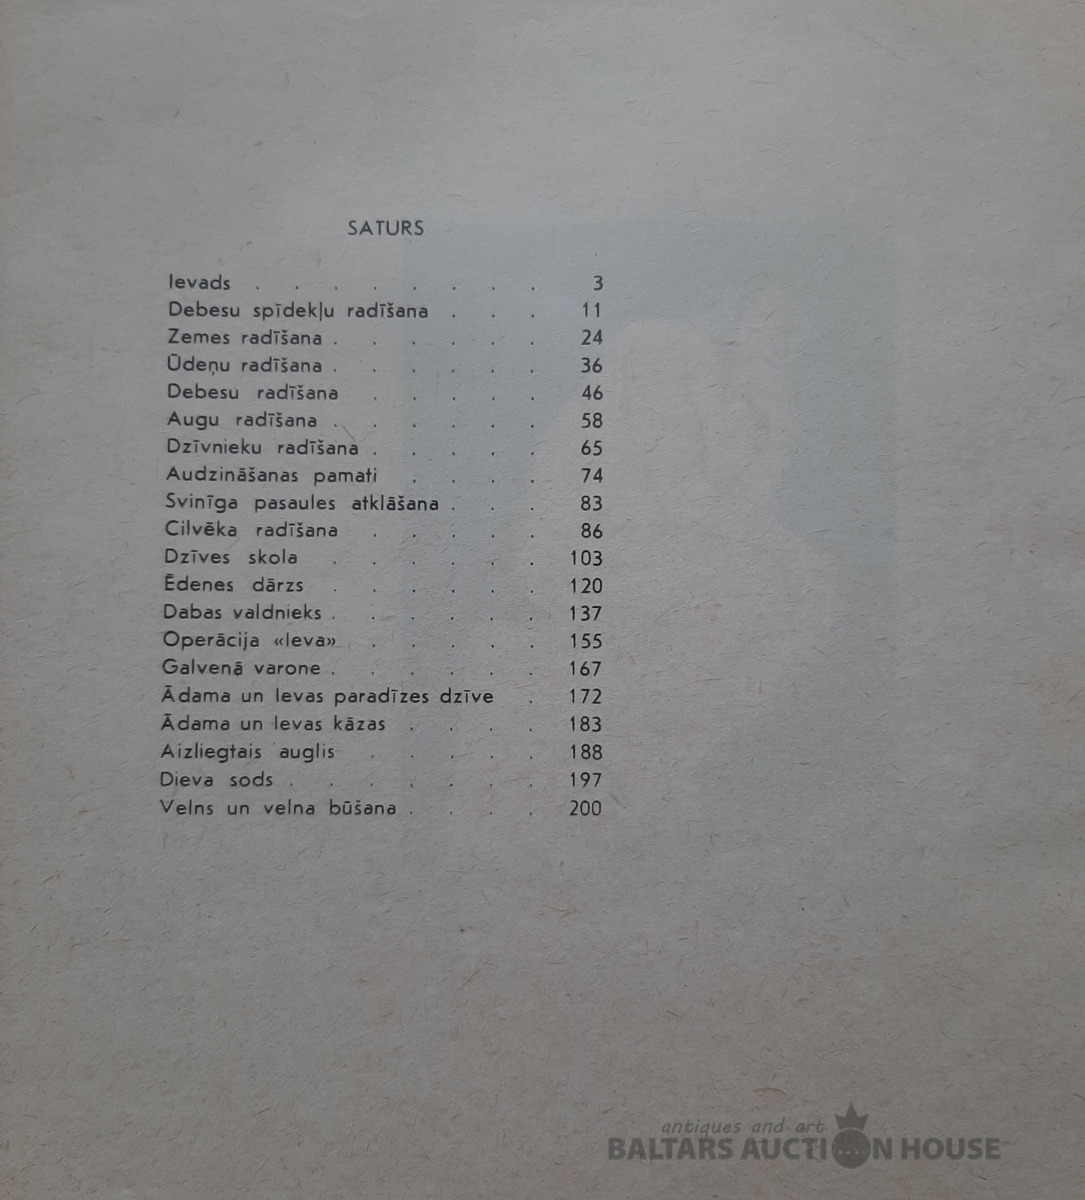 SATURS
Ievads . . . . . . . . 3
Debesu spīdekļu radīšana . . . 11
Zemes radīšana . . . . . . 24
Ūdeņu radīšana . . . . . . 36
Debesu radīšana . . . . . 46
Augu radīšana . . . . . . 58
Dzīvnieku radīšana . . . . . 65
Audzināšanas pamati . . . . 74
Svinīga pasaules atklāšana . . . 83
Cilvēka radīšana . . . . . 86
Dzīves skola . . . . . . 103
Ēdenes dārzs . . . . . . 120
Dabas valdnieks . . . . . . 137
Operācija «Ieva» . . . . . 155
Galvenā varone . . . . . . 167
Ādama un Ievas paradīzes dzīve . 172
Ādama un Ievas kāzas . . . . 183
Aizliegtais auglis . . . . . 188
Dieva sods . . . . . . . 197
Velns un velna būšana . . . . 200
antiques and art
BALTARS AUCTION HOUSE